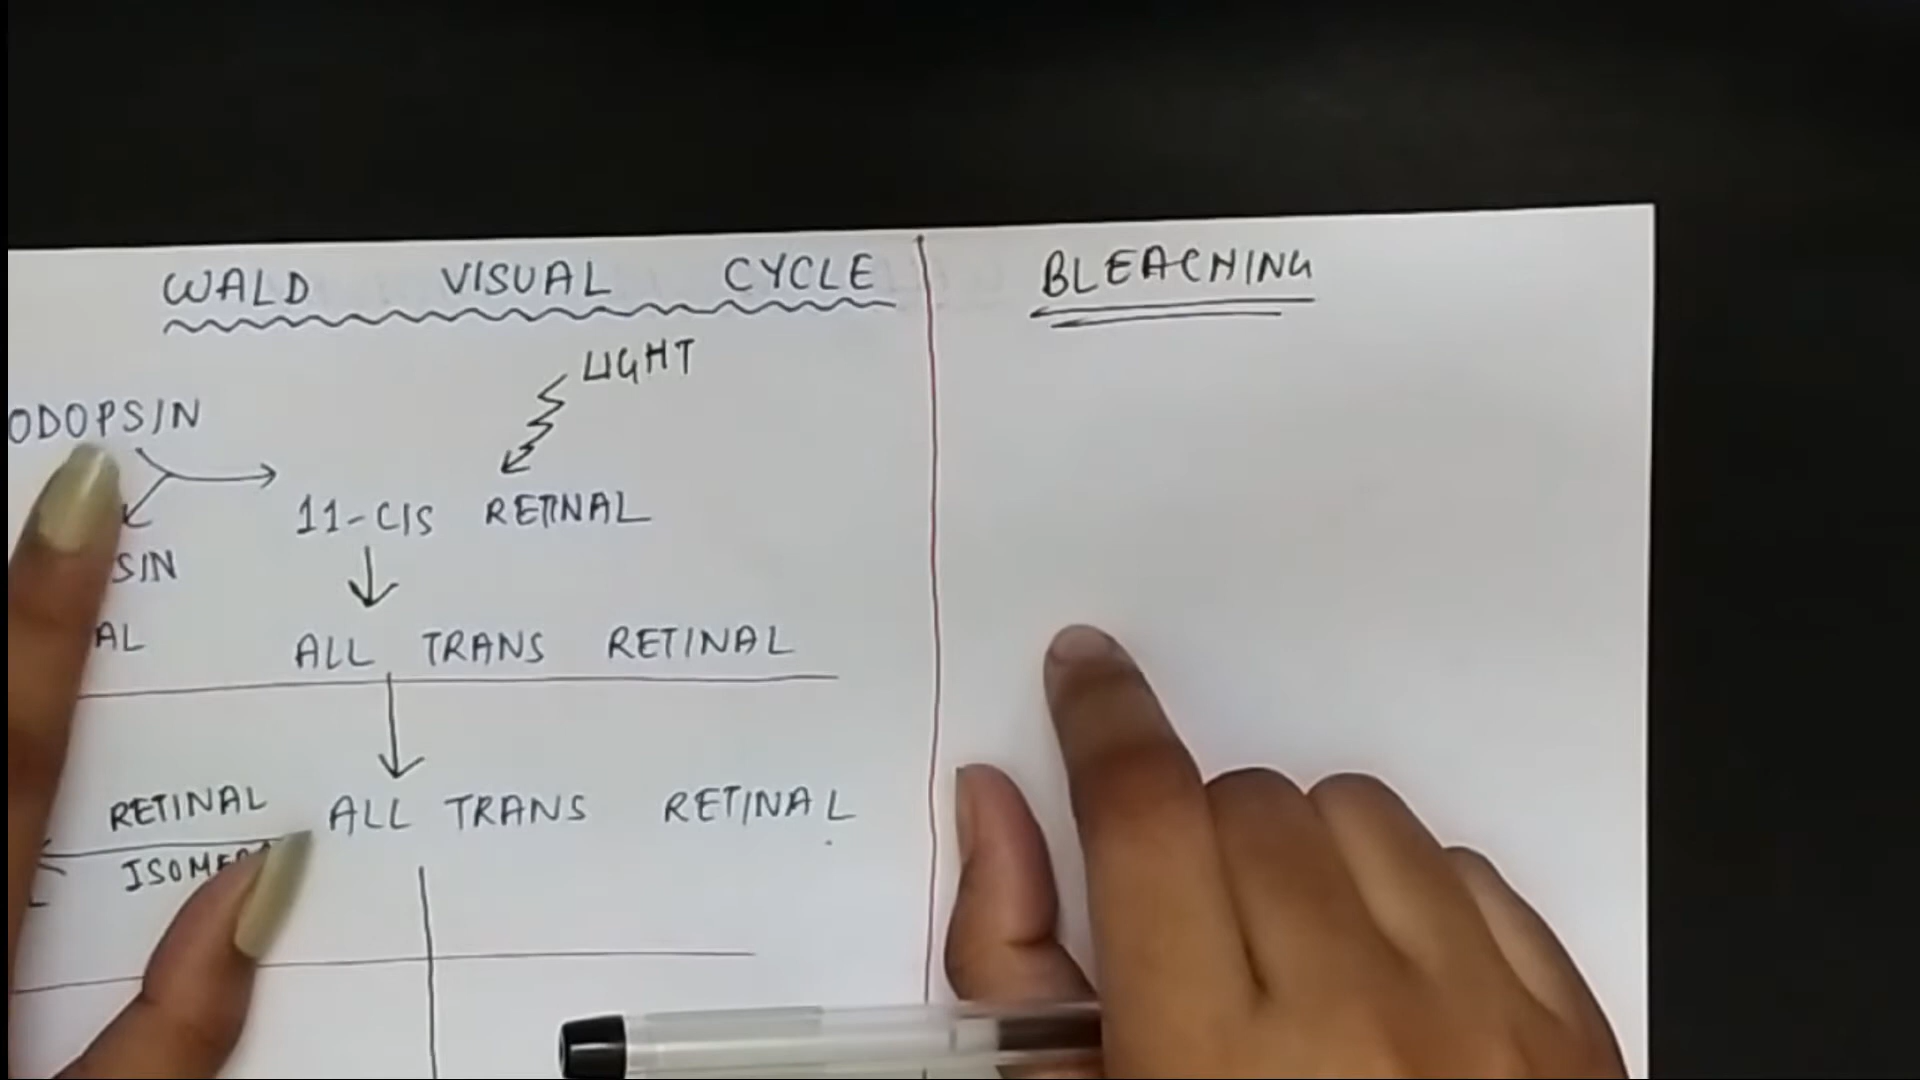 WALD VISUAL CYCLE
BLEACHING
LIGHT
ODOPSIN
11-CIS RETINAL
SIN
AL
ALL TRANS RETINAL
RETINAL ALL TRANS RETINAL